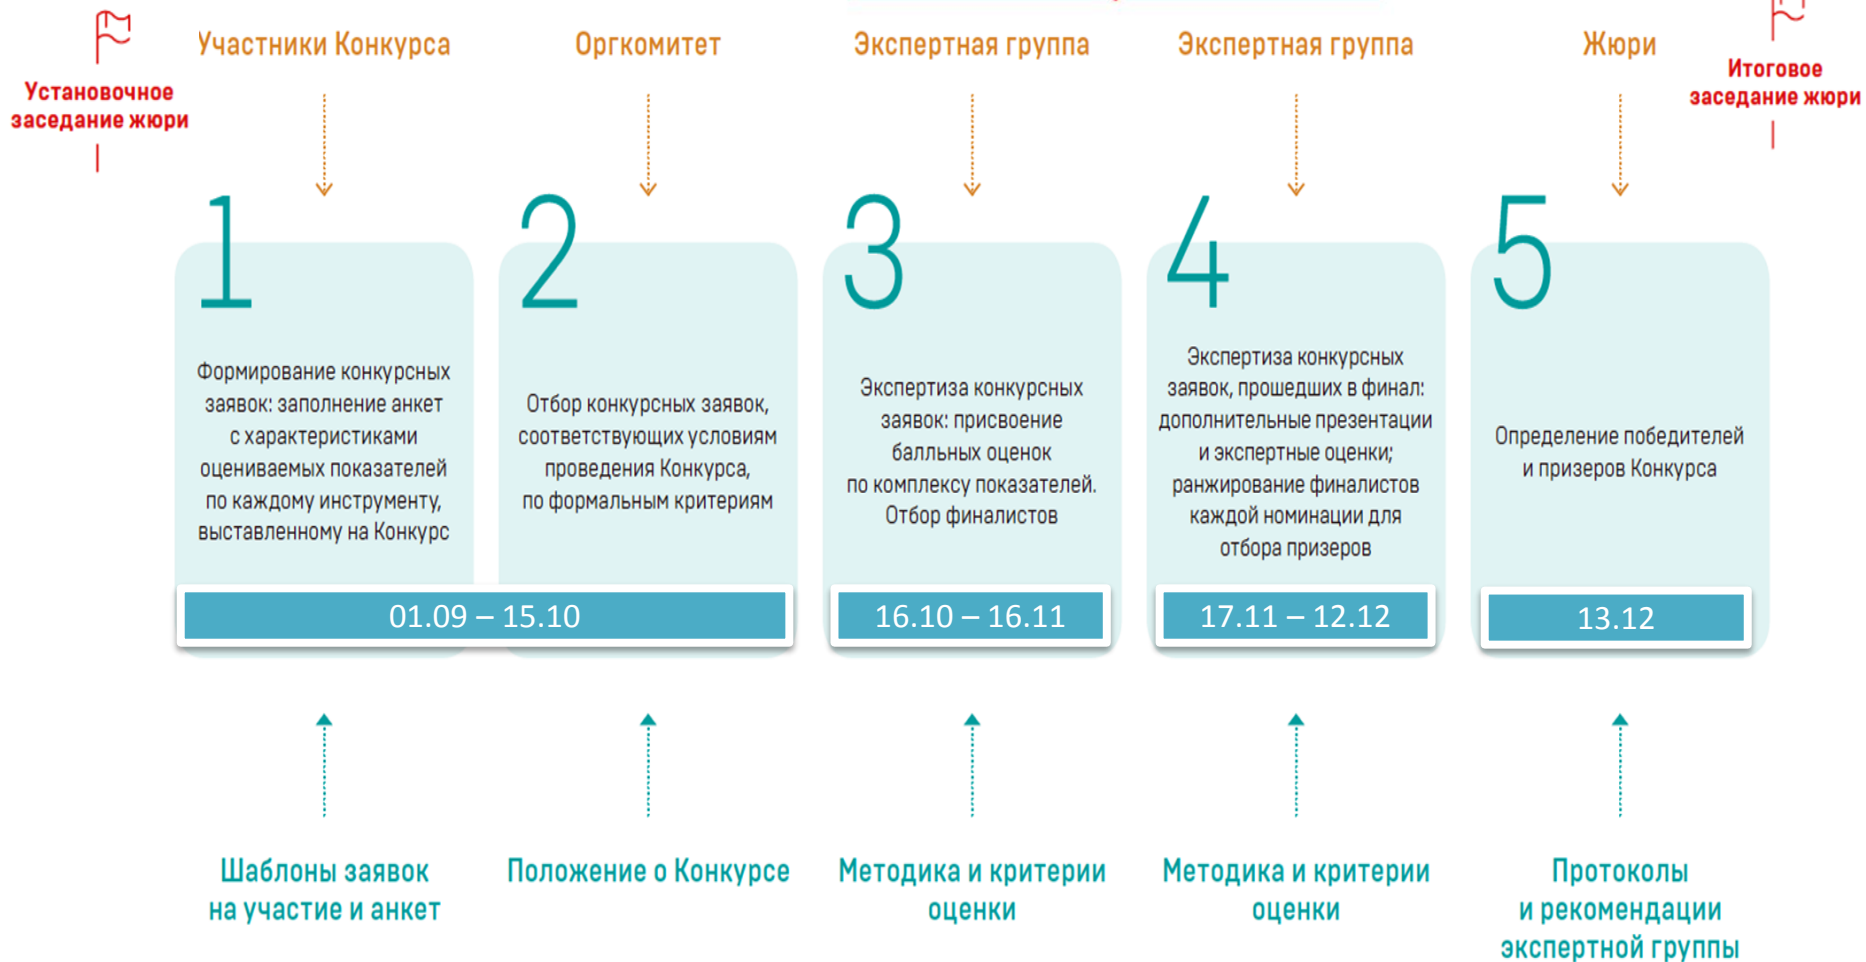 Установочное
заседание жюри
Участники Конкурса
Оргкомитет
Экспертная группа
Экспертная группа
Жюри
Итоговое
заседание жюри
1
Формирование конкурсных
заявок: заполнение анкет
с характеристиками
оцениваемых показателей
по каждому инструменту,
выставленному на Конкурс
2
Отбор конкурсных заявок,
соответствующих условиям
проведения Конкурса,
по формальным критериям
01.09 – 15.10
3
Экспертиза конкурсных
заявок: присвоение
балльных оценок
по комплексу показателей.
Отбор финалистов
16.10 – 16.11
4
Экспертиза конкурсных
заявок, прошедших в финал:
дополнительные презентации
и экспертные оценки;
ранжирование финалистов
каждой номинации для
отбора призеров
17.11 – 12.12
5
Определение победителей
и призеров Конкурса
13.12
Шаблоны заявок
на участие и анкет
Положение о Конкурсе
Методика и критерии
оценки
Методика и критерии
оценки
Протоколы
и рекомендации
экспертной группы